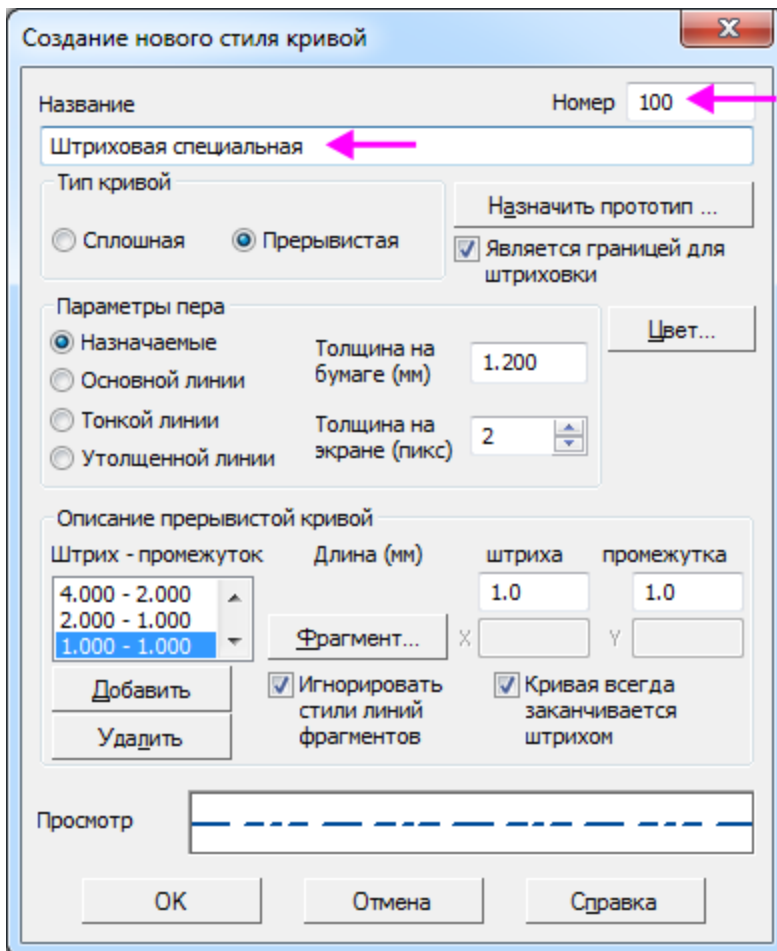 Создание нового стиля кривой
Название
Номер 100
Штриховая специальная
Тип кривой
Сплошная Прерывистая
Назначить прототип ...
Является границей для
штриховки
Параметры пера
Назначаемые
Основной линии
Тонкой линии
Утолщенной линии
Толщина на
бумаге (мм)
1.200
Толщина на
экране (пикс)
2
Цвет...
Описание прерывистой кривой
Штрих - промежуток Длина (мм) штриха промежутка
4.000 - 2.000
2.000 - 1.000
1.000 - 1.000
1.0 1.0
Фрагмент... X Y
Добавить
Удалить
Игнорировать
стили линий
фрагментов
Кривая всегда
заканчивается
штрихом
Просмотр
OK Отмена Справка